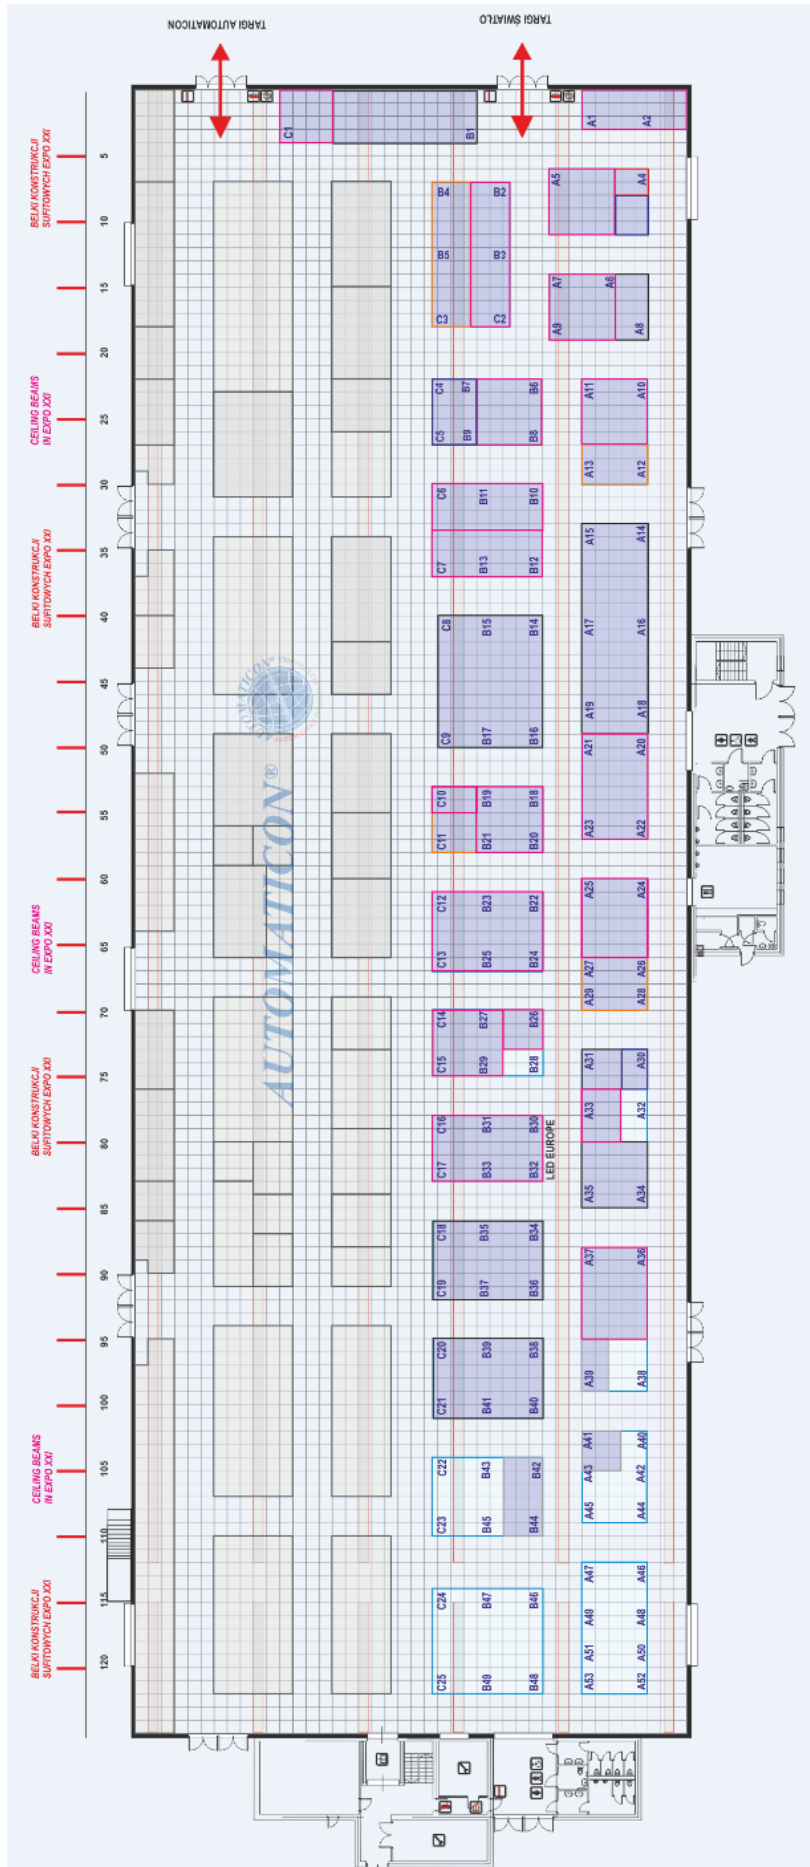 TARGI AUTOMATICON
TARGI ŚWIATŁO
BELKI KONSTRUKCJI
SUFITOWYCH EXPO XXI
CEILING BEAMS
IN EXPO XXI
BELKI KONSTRUKCJI
SUFITOWYCH EXPO XXI
CEILING BEAMS
IN EXPO XXI
BELKI KONSTRUKCJI
SUFITOWYCH EXPO XXI
CEILING BEAMS
IN EXPO XXI
BELKI KONSTRUKCJI
SUFITOWYCH EXPO XXI
5
10
15
20
25
30
35
40
45
50
55
60
65
70
75
80
85
90
95
100
105
110
115
120
AUTOMATICON
AUTOMATICON®
C1
B1
A1
A2
B4
B2
A5
A4
B5
B3
C3
C2
A7
A6
A9
A8
C4
B7
B6
A11
A10
C5
B9
B8
A13
A12
C6
B11
B10
C7
B13
B12
A15
A14
C8
B15
B14
A17
A16
C9
B17
B16
A19
A18
A21
A20
C10
B19
B18
C11
B21
B20
A23
A22
C12
B23
B22
A25
A24
C13
B25
B24
A27
A26
A29
A28
C14
B27
B26
C15
B29
B28
A31
A30
C16
B31
B30
A33
A32
C17
B33
B32
LED EUROPE
A35
A34
C18
B35
B34
A37
A36
C19
B37
B36
C20
B39
B38
A39
A38
C21
B41
B40
C22
B43
B42
A41
A40
A43
A42
C23
B45
B44
A45
A44
C24
B47
B46
A47
A46
A49
A48
A51
A50
C25
B49
B48
A53
A52